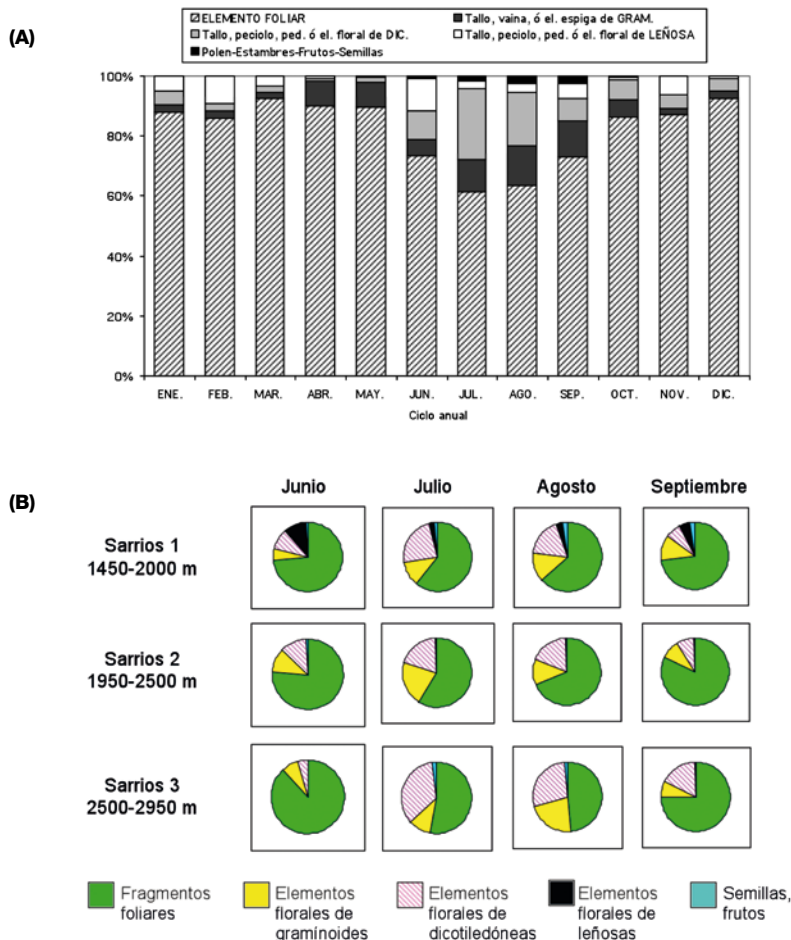 (A)
ELEMENTO FOLIAR
Tallo, vaina, ó el. espiga de GRAM.
Tallo, peciolo, ped. ó el. floral de DIC.
Tallo, peciolo, ped. ó el. floral de LEÑOSA
Polen-Estambres-Frutos-Semillas
100%
80%
60%
40%
20%
0%
ENE. FEB. MAR. ABR. MAY. JUN. JUL. AGO. SEP. OCT. NOV. DIC.
Ciclo anual
(B)
Junio Julio Agosto Septiembre
Sarrios 1
1450-2000 m
Sarrios 2
1950-2500 m
Sarrios 3
2500-2950 m
Fragmentos
foliares
Elementos
florales de
graminoides
Elementos
florales de
dicotiledóneas
Elementos
florales de
leñosas
Semillas,
frutos